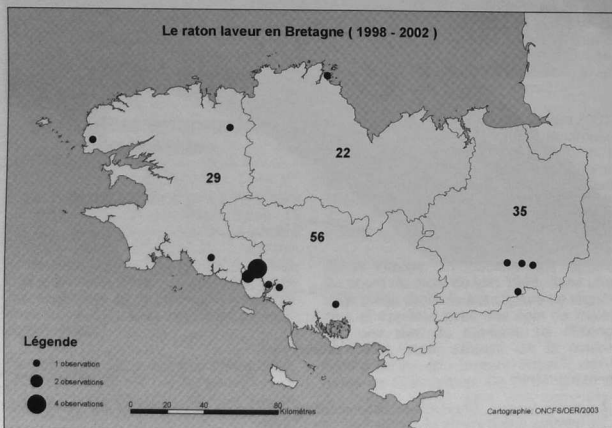 Le raton laveur en Bretagne ( 1998 - 2002 )
22
29
35
56
Légende
1 observation
2 observations
4 observations
0 20 40 80
Kilomètres
Cartographie: ONCFS/DER/2003